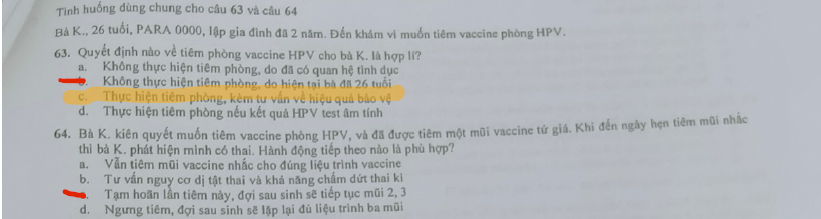 Tình huống dùng chung cho câu 63 và câu 64
Bà K., 26 tuổi, PARA 0000, lập gia đình đã 2 năm. Đến khám vì muốn tiêm vaccine phòng HPV.
63. Quyết định nào về tiêm phòng vaccine HPV cho bà K. là hợp lí?
a. Không thực hiện tiêm phòng, do đã có quan hệ tình dục
Không thực hiện tiêm phòng, do hiện tại bà đã 26 tuổi
c. Thực hiện tiêm phòng, kèm tư vấn về hiệu quả bảo vệ
d. Thực hiện tiêm phòng nếu kết quả HPV test âm tính
64. Bà K. kiên quyết muốn tiêm vaccine phòng HPV, và đã được tiêm một mũi vaccine tứ giá. Khi đến ngày hẹn tiêm mũi nhắc
thì bà K. phát hiện mình có thai. Hành động tiếp theo nào là phù hợp?
a. Vẫn tiêm mũi vaccine nhắc cho đúng liệu trình vaccine
b. Tư vấn nguy cơ dị tật thai và khả năng chấm dứt thai kì
Tạm hoãn lần tiêm này, đợi sau sinh sẽ tiếp tục mũi 2, 3
d. Ngưng tiêm, đợi sau sinh sẽ lặp lại đủ liệu trình ba mũi